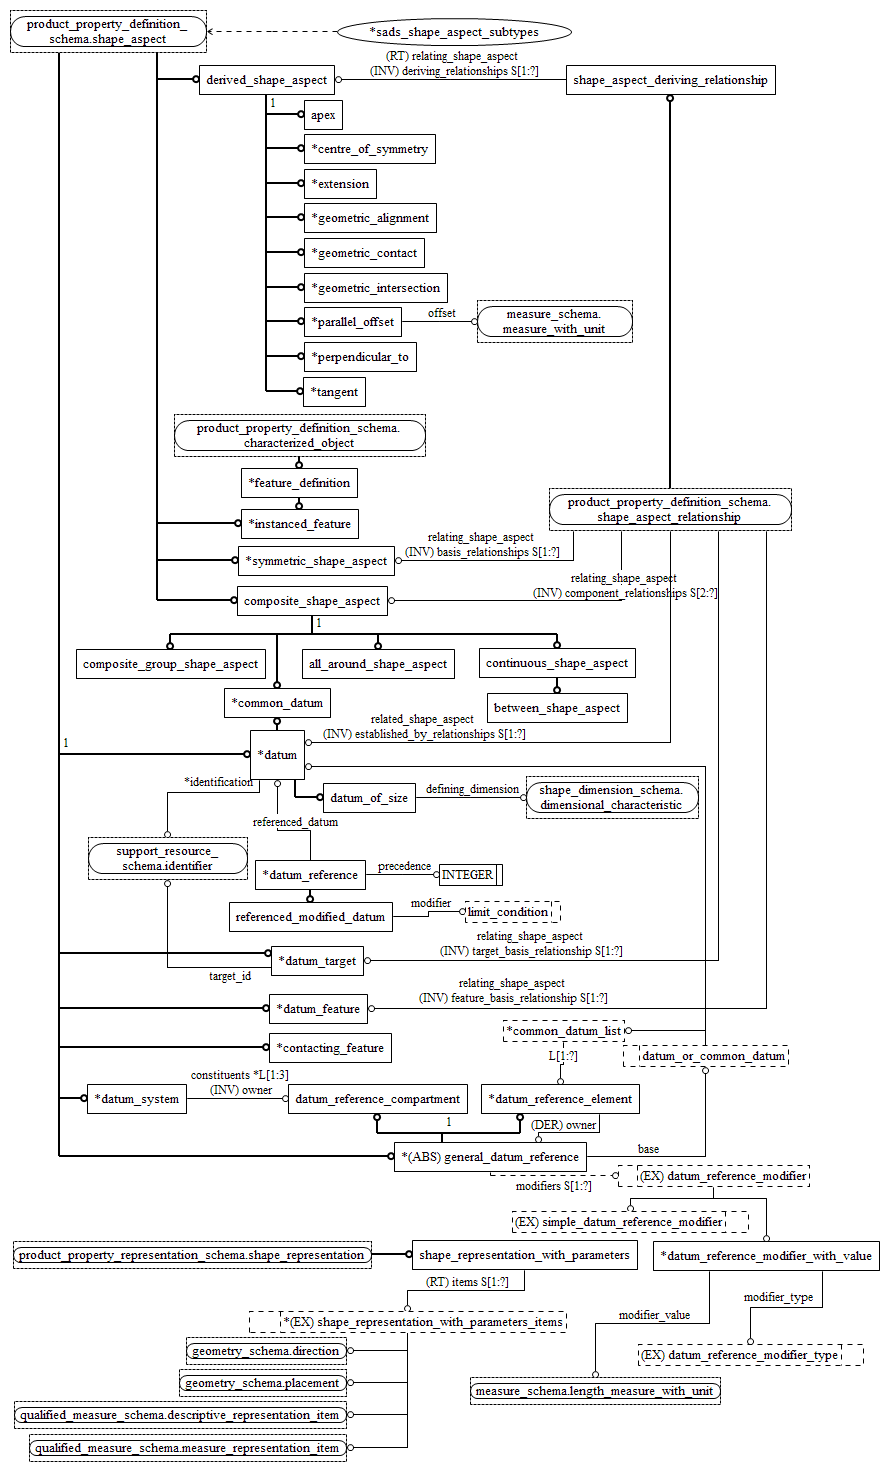 product_property_definition_
schema.shape_aspect
*sads_shape_aspect_subtypes
(RT) relating_shape_aspect
(INV) deriving_relationships S[1:?]
derived_shape_aspect
shape_aspect_deriving_relationship
1
apex
*centre_of_symmetry
*extension
*geometric_alignment
*geometric_contact
*geometric_intersection
*parallel_offset
offset
measure_schema.
measure_with_unit
*perpendicular_to
*tangent
product_property_definition_schema.
characterized_object
*feature_definition
product_property_definition_schema.
shape_aspect_relationship
*instanced_feature
relating_shape_aspect
(INV) basis_relationships S[1:?]
*symmetric_shape_aspect
relating_shape_aspect
(INV) component_relationships S[2:?]
composite_shape_aspect
1
composite_group_shape_aspect
all_around_shape_aspect
continuous_shape_aspect
*common_datum
between_shape_aspect
related_shape_aspect
(INV) established_by_relationships S[1:?]
1
*datum
*identification
datum_of_size
defining_dimension
shape_dimension_schema.
dimensional_characteristic
referenced_datum
support_resource_
schema.identifier
*datum_reference
precedence
INTEGER
referenced_modified_datum
modifier
limit_condition
relating_shape_aspect
(INV) target_basis_relationship S[1:?]
*datum_target
target_id
relating_shape_aspect
(INV) feature_basis_relationship S[1:?]
*datum_feature
*common_datum_list
*contacting_feature
L[1:?]
datum_or_common_datum
constituents *L[1:3]
(INV) owner
*datum_system
datum_reference_compartment
*datum_reference_element
1
(DER) owner
*(ABS) general_datum_reference
base
modifiers S[1:?]
(EX) datum_reference_modifier
(EX) simple_datum_reference_modifier
product_property_representation_schema.shape_representation
shape_representation_with_parameters
*datum_reference_modifier_with_value
(RT) items S[1:?]
modifier_type
modifier_value
*(EX) shape_representation_with_parameters_items
geometry_schema.direction
(EX) datum_reference_modifier_type
geometry_schema.placement
measure_schema.length_measure_with_unit
qualified_measure_schema.descriptive_representation_item
qualified_measure_schema.measure_representation_item